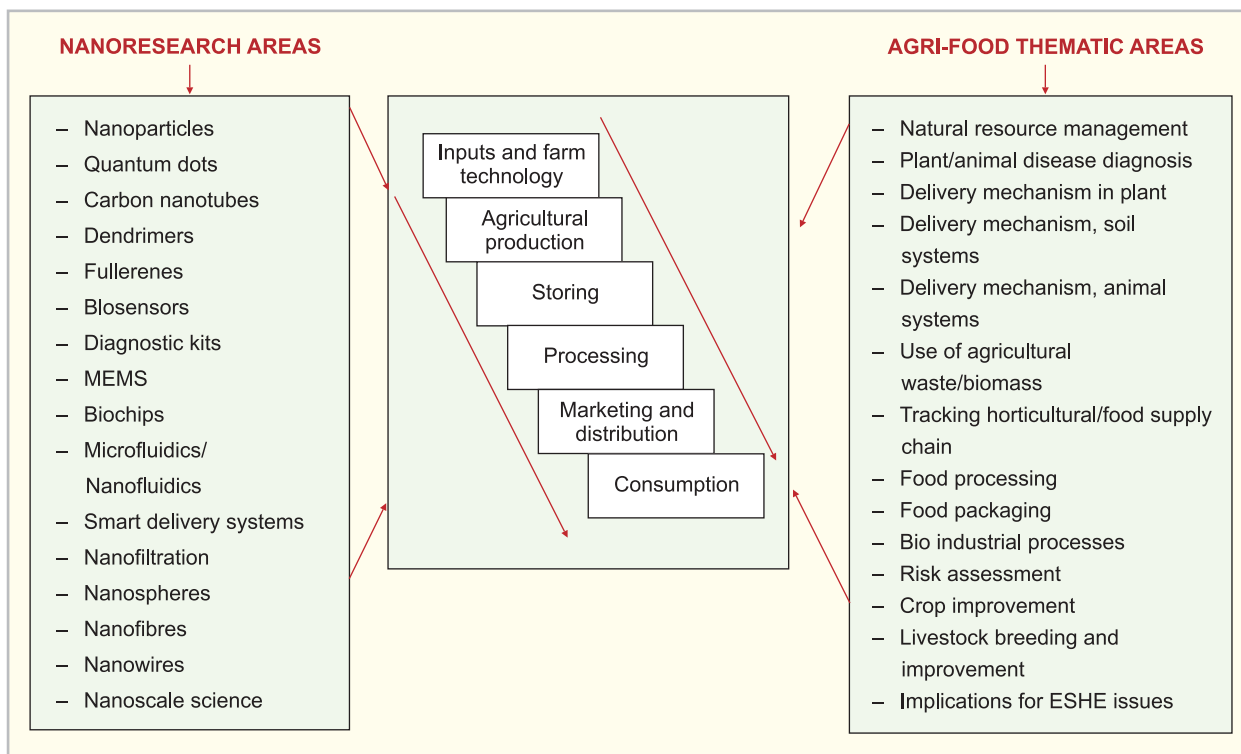 NANORESEARCH AREAS
– Nanoparticles
– Quantum dots
– Carbon nanotubes
– Dendrimers
– Fullerenes
– Blosensors
– Diagnostic kits
– MEMS
– Biochips
– Microfluidics/
Nanofluidics
– Smart delivery systems
– Nanofiltration
– Nanospheres
– Nanofibres
– Nanowires
– Nanoscale science
Inputs and farm
technology
Agricultural
production
Storing
Processing
Marketing and
distribution
Consumption
AGRI-FOOD THEMATIC AREAS
– Natural resource management
– Plant/animal disease diagnosis
– Delivery mechanism in plant
– Delivery mechanism, soil
systems
– Delivery mechanism, animal
systems
– Use of agricultural
waste/biomass
– Tracking horticultural/food supply
chain
– Food processing
– Food packaging
– Bio industrial processes
– Risk assessment
– Crop improvement
– Livestock breeding and
improvement
– Implications for ESHE issues